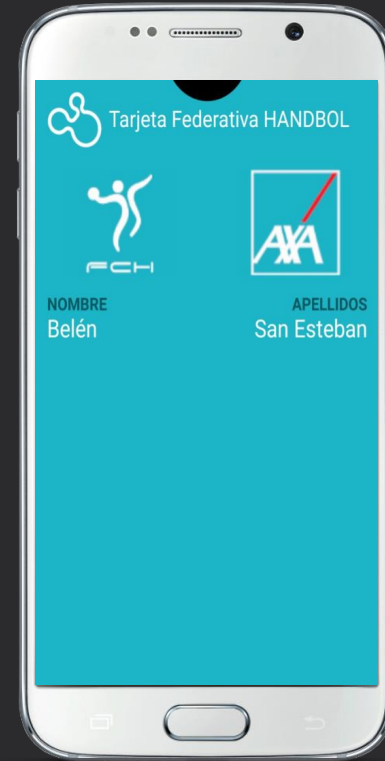 Tarjeta Federativa HANDBOL
FCH
AXA
NOMBRE
APELLIDOS
Belén
San Esteban